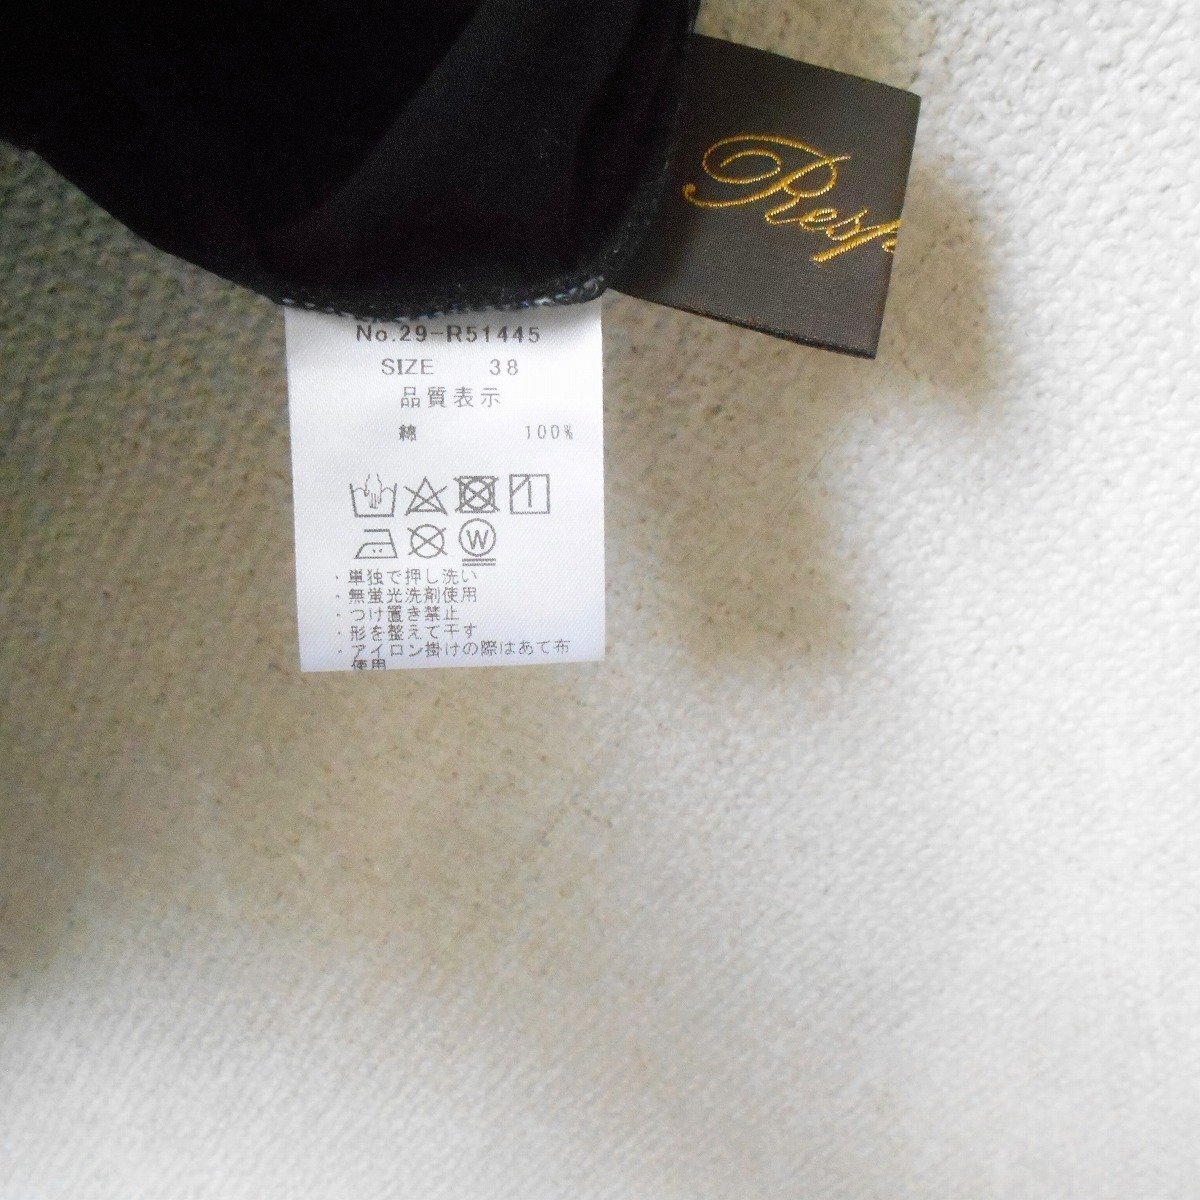 Resp
No.29-R51445
SIZE 38
品質表示
綿 100%
W
・単独で押し洗い
・無蛍光洗剤使用
・つけ置き禁止
・形を整えて干す
・アイロン掛けの際はあて布
使用